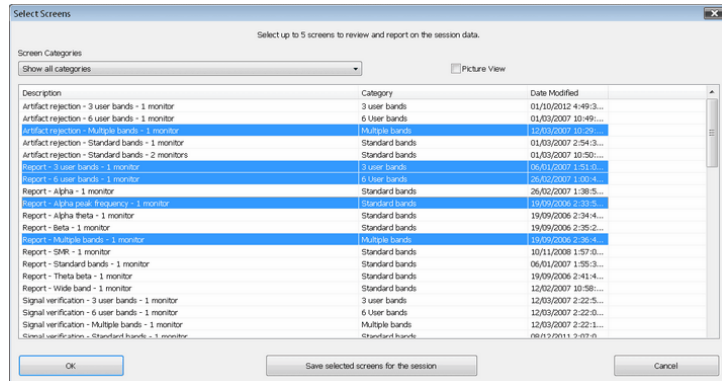 Select Screens
Select up to 5 screens to review and report on the session data.
Screen Categories
Show all categories
Picture View
Description Category Date Modified
Artifact rejection - 3 user bands - 1 monitor 3 user bands 01/10/2012 4:49:3...
Artifact rejection - 6 user bands - 1 monitor 6 User bands 01/03/2007 10:49:...
Artifact rejection - Multiple bands - 1 monitor Multiple bands 12/03/2007 10:29:...
Artifact rejection - Standard bands - 1 monitor Standard bands 01/03/2007 2:54:3...
Artifact rejection - Standard bands - 2 monitors Standard bands 01/03/2007 10:50:...
Report - 3 user bands - 1 monitor 3 user bands 06/01/2007 1:51:0...
Report - 6 user bands - 1 monitor 6 User bands 26/02/2007 1:00:4...
Report - Alpha - 1 monitor Standard bands 26/02/2007 1:38:5...
Report - Alpha peak frequency - 1 monitor Standard bands 19/09/2006 2:33:5...
Report - Alpha theta - 1 monitor Standard bands 19/09/2006 2:34:4...
Report - Beta - 1 monitor Standard bands 19/09/2006 2:35:2...
Report - Multiple bands - 1 monitor Multiple bands 19/09/2006 2:36:4...
Report - SMR - 1 monitor Standard bands 10/11/2008 1:57:0...
Report - Standard bands - 1 monitor Standard bands 06/01/2007 1:55:3...
Report - Theta beta - 1 monitor Standard bands 19/09/2006 2:41:4...
Report - Wide band - 1 monitor Standard bands 12/02/2007 10:58:...
Signal verification - 3 user bands - 1 monitor 3 user bands 12/03/2007 2:22:5...
Signal verification - 6 user bands - 1 monitor 6 User bands 12/03/2007 2:22:0...
Signal verification - Multiple bands - 1 monitor Multiple bands 12/03/2007 2:22:1...
Signal verification - Standard bands - 1 monitor Standard bands 08/12/2011 2:07:0...
OK Save selected screens for the session Cancel